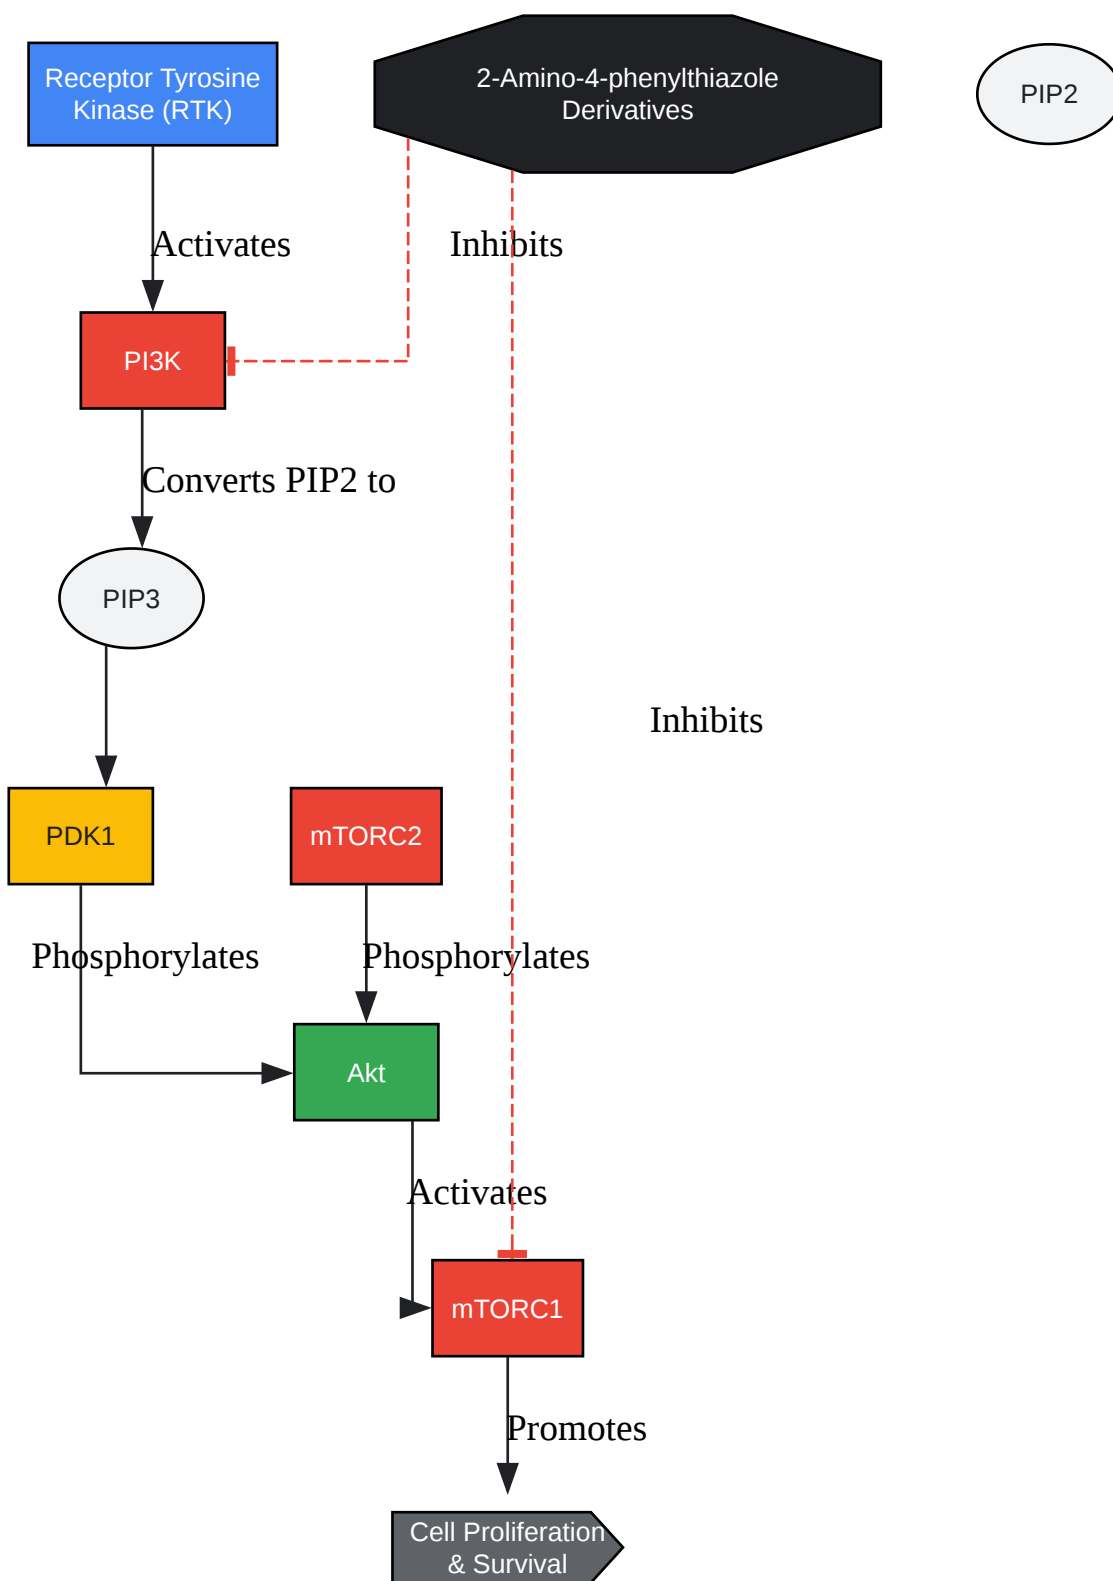 Receptor Tyrosine
Kinase (RTK)
2-Amino-4-phenylthiazole
Derivatives
PIP2
Activates
Inhibits
PI3K
Converts PIP2 to
PIP3
Inhibits
PDK1
mTORC2
Phosphorylates
Phosphorylates
Akt
Activates
mTORC1
Promotes
Cell Proliferation
& Survival